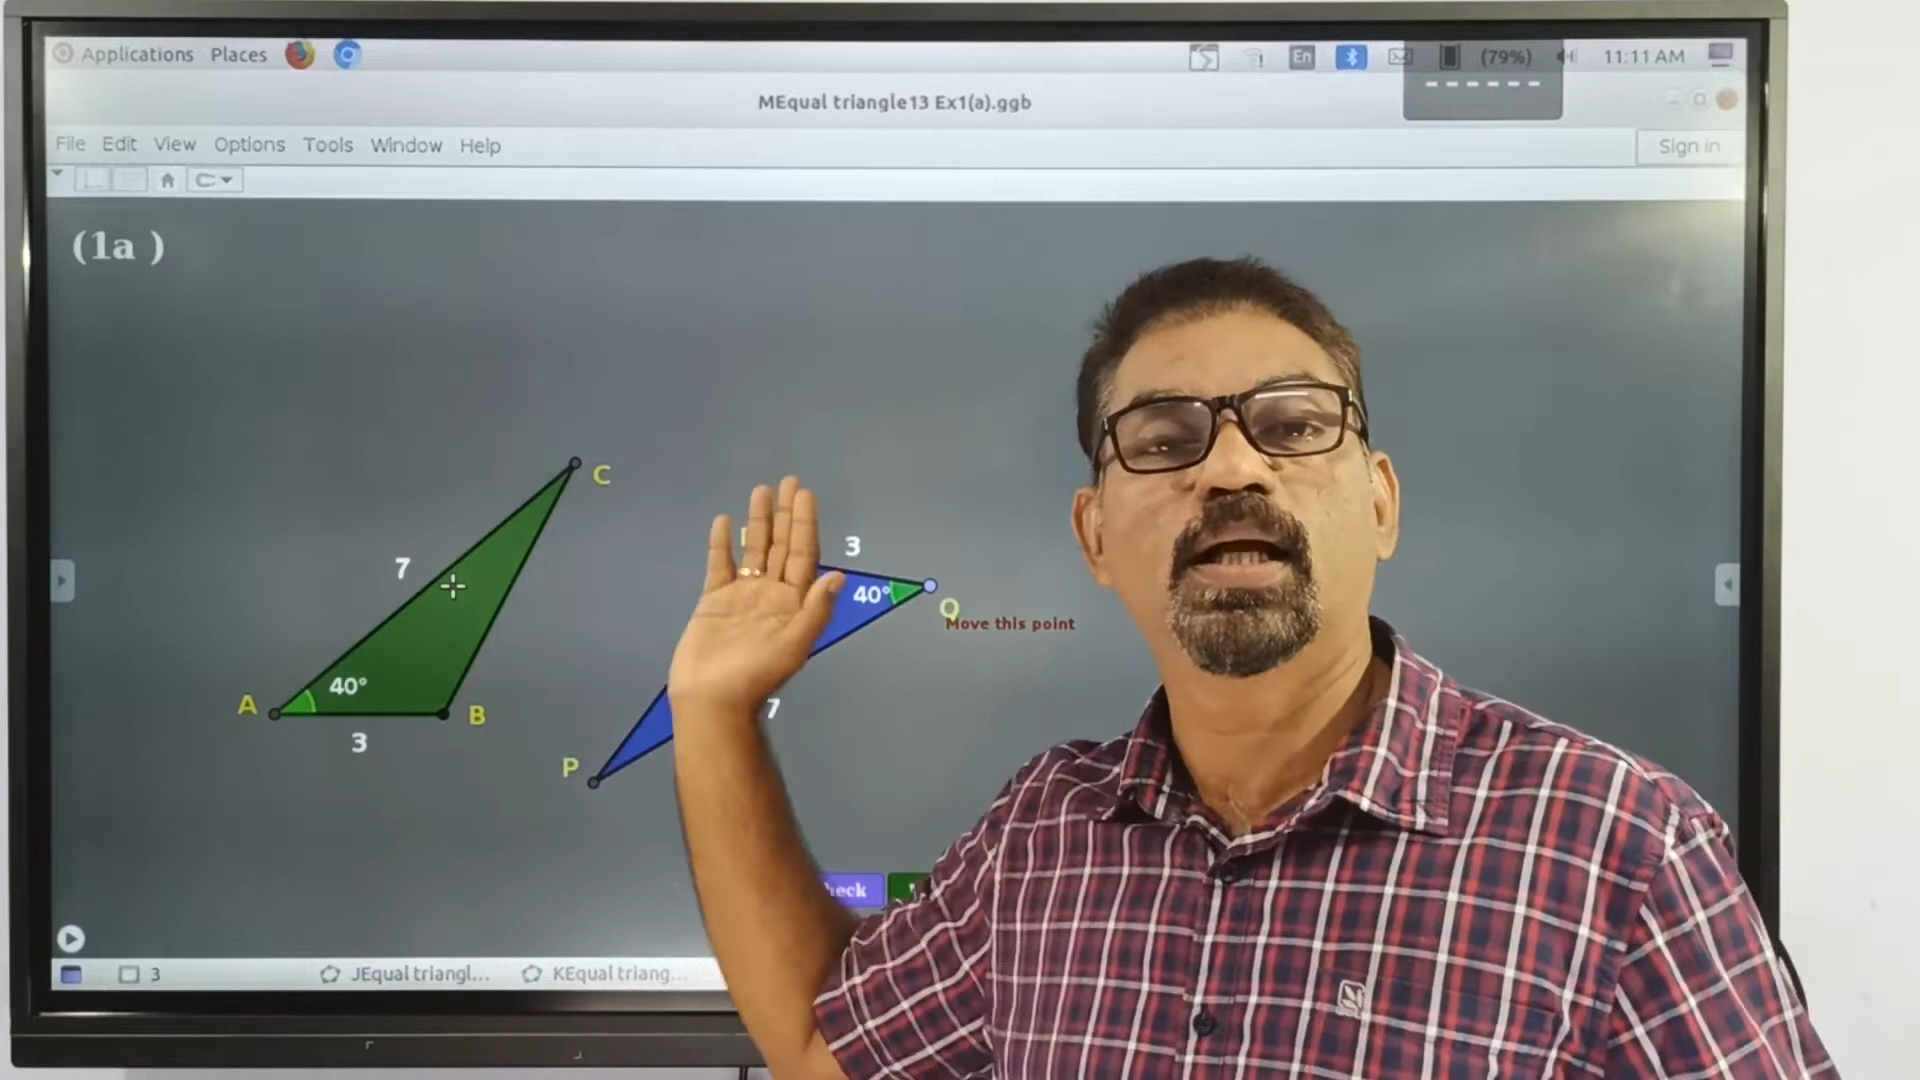 Applications Places En (79%) 11:11 AM
MEqual triangle13 Ex1(a).ggb
File Edit View Options Tools Window Help Sign in
(1a )
C
7
3
40°
Q
Move this point
40°
A
B
3
7
P
3 JEqual triangl... KEqual triang...